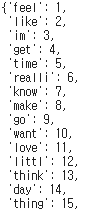 {'feel': 1,
'like': 2,
'im': 3,
'get': 4,
'time': 5,
'realli': 6,
'know': 7,
'make': 8,
'go': 9,
'want': 10,
'love': 11,
'littl': 12,
'think': 13,
'day': 14,
'thing': 15,